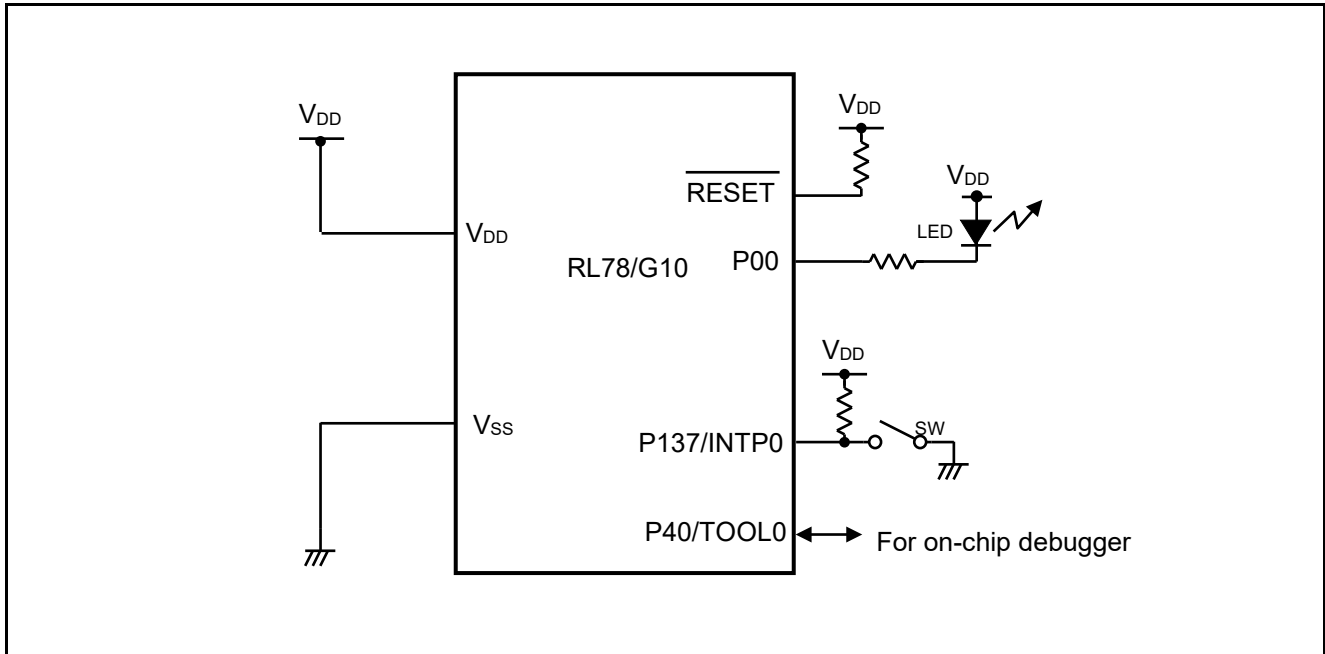 VDD
VDD
RESET
VDD
LED
VDD
RL78/G10
P00
VDD
VSS
P137/INTP0
SW
P40/TOOL0
For on-chip debugger